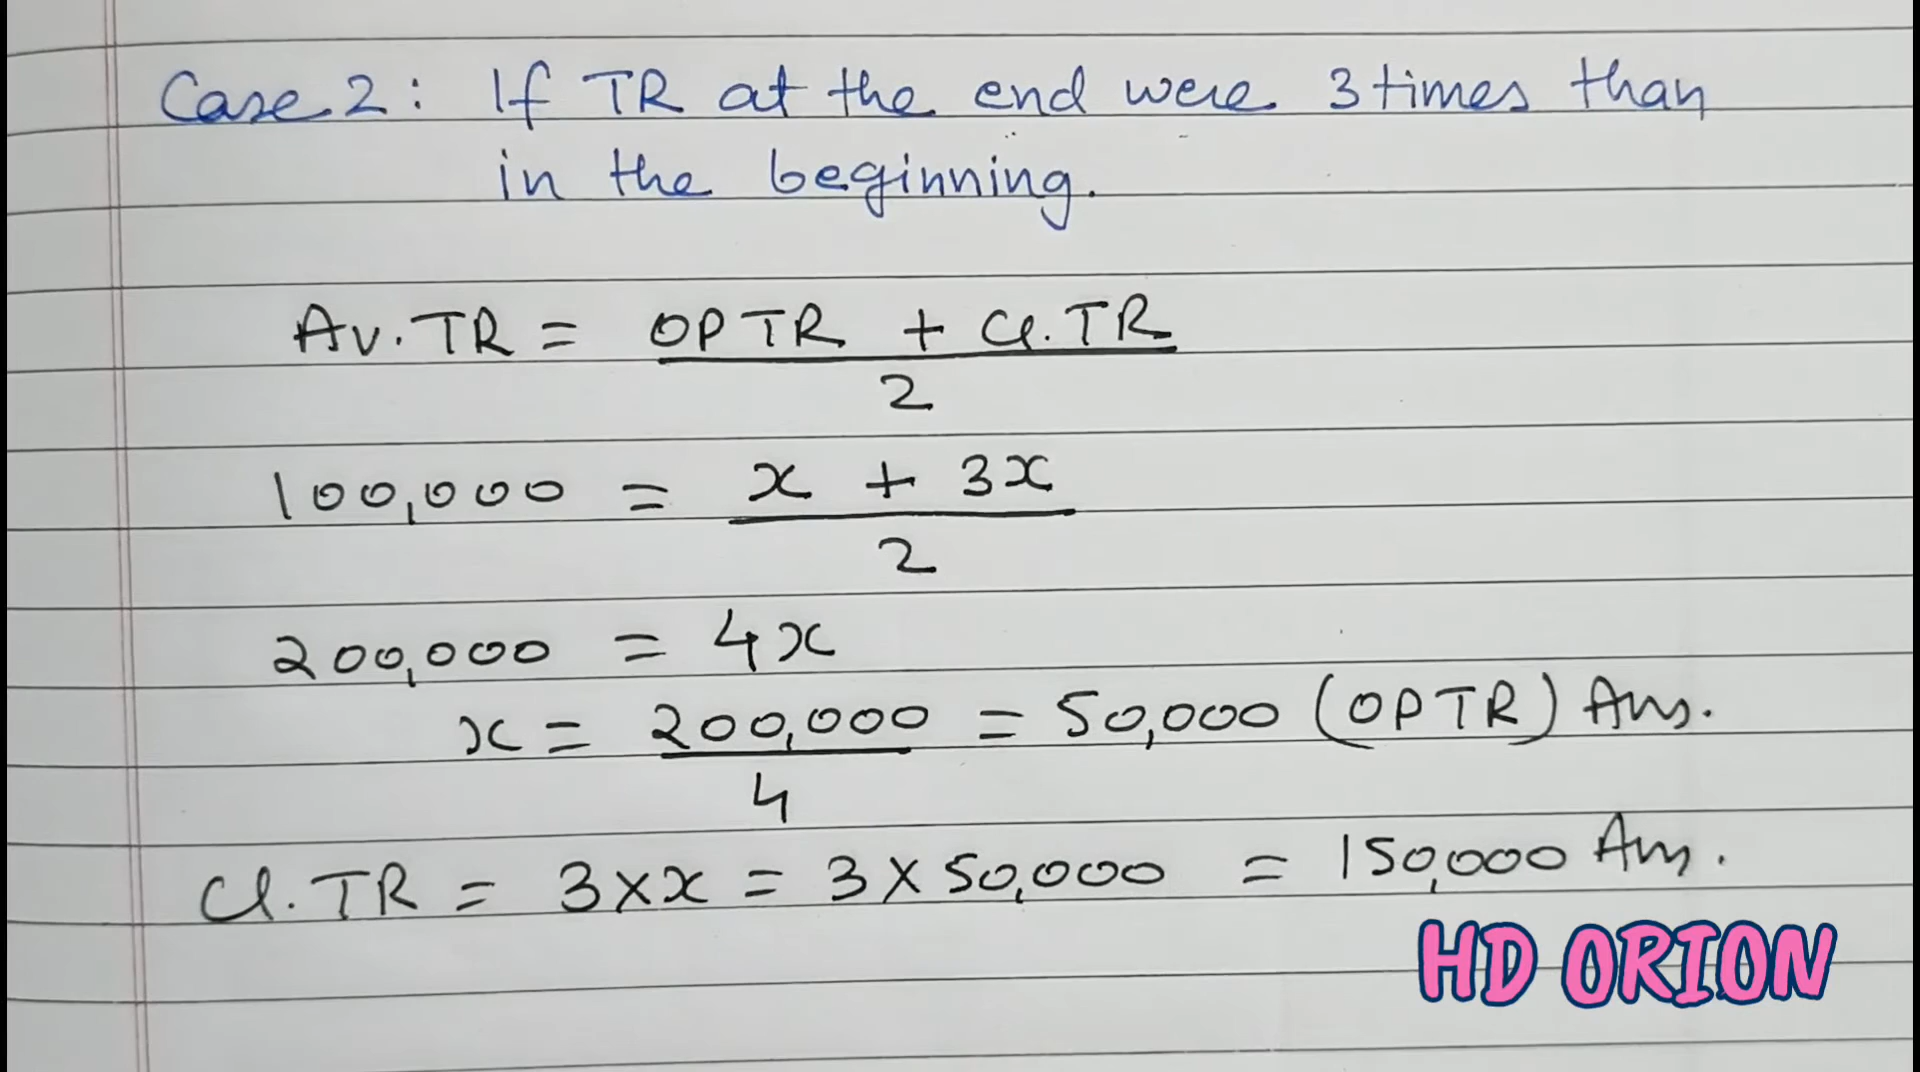 Case 2: If TR at the end were 3 times than
in the beginning.
Av. TR = OP TR + Cl. TR
2
100,000 = x + 3x
2
200,000 = 4x
x = 200,000 = 50,000 (OP TR) Ans.
4
Cl. TR = 3 × x = 3 × 50,000 = 150,000 Ans.
HD ORION